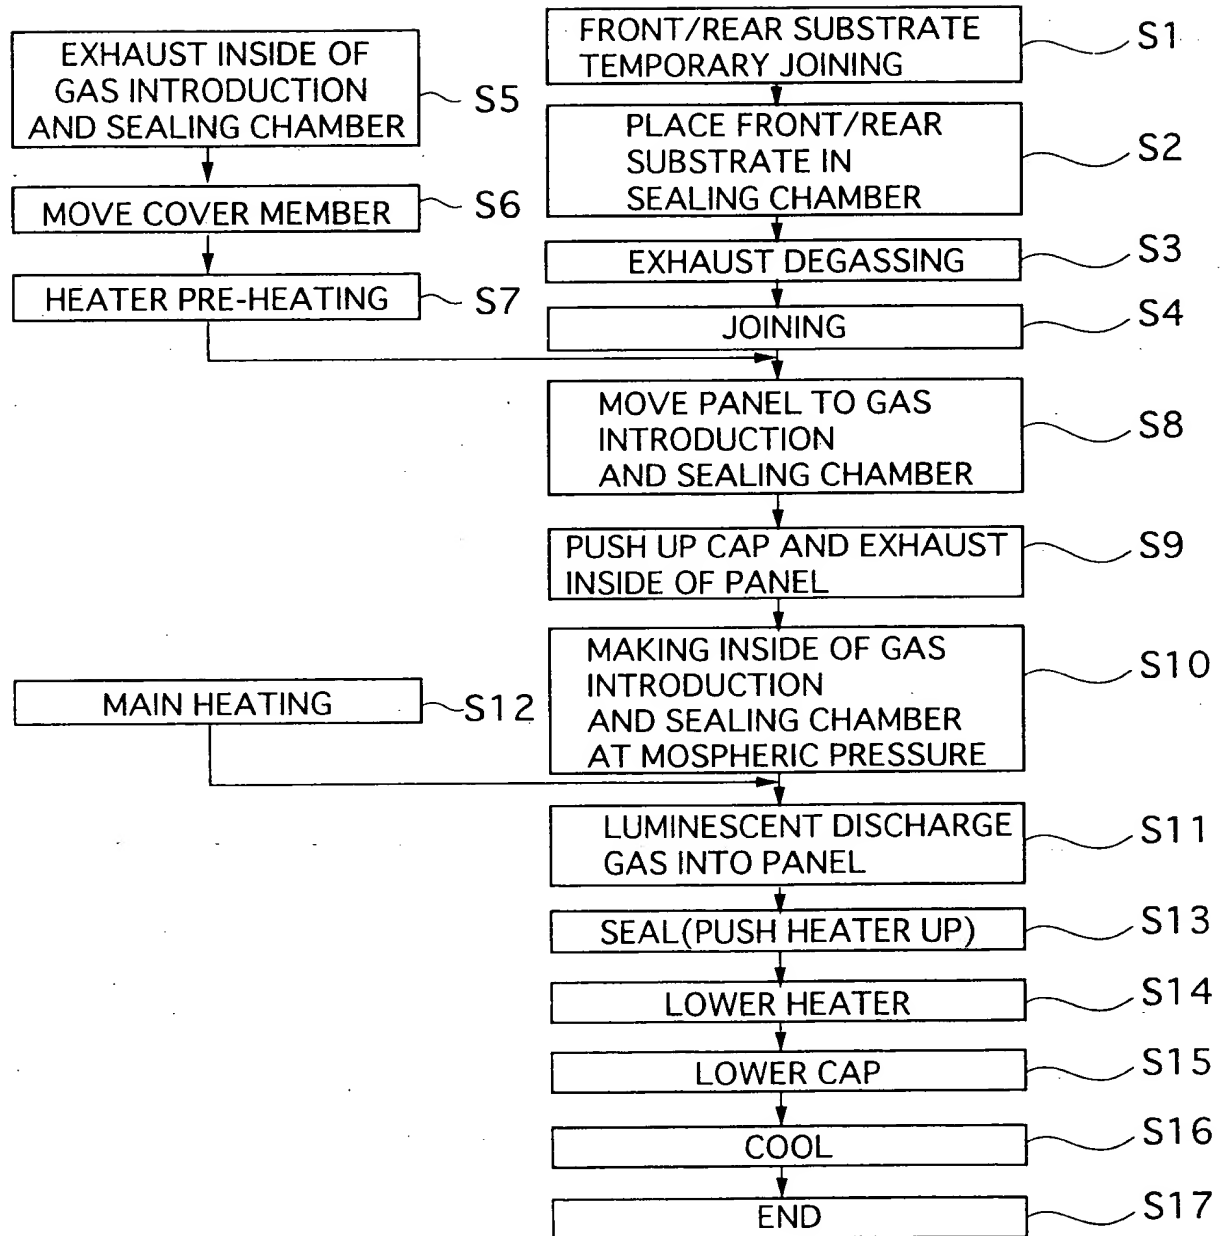 FRONT/REAR SUBSTRATE
TEMPORARY JOINING
S1
EXHAUST INSIDE OF
GAS INTRODUCTION
AND SEALING CHAMBER
S5
PLACE FRONT/REAR
SUBSTRATE IN
SEALING CHAMBER
S2
MOVE COVER MEMBER
S6
EXHAUST DEGASSING
S3
HEATER PRE-HEATING
S7
JOINING
S4
MOVE PANEL TO GAS
INTRODUCTION
AND SEALING CHAMBER
S8
PUSH UP CAP AND EXHAUST
INSIDE OF PANEL
S9
MAKING INSIDE OF GAS
INTRODUCTION
AND SEALING CHAMBER
AT MOSPHERIC PRESSURE
S10
MAIN HEATING
S12
LUMINESCENT DISCHARGE
GAS INTO PANEL
S11
SEAL(PUSH HEATER UP)
S13
LOWER HEATER
S14
LOWER CAP
S15
COOL
S16
END
S17